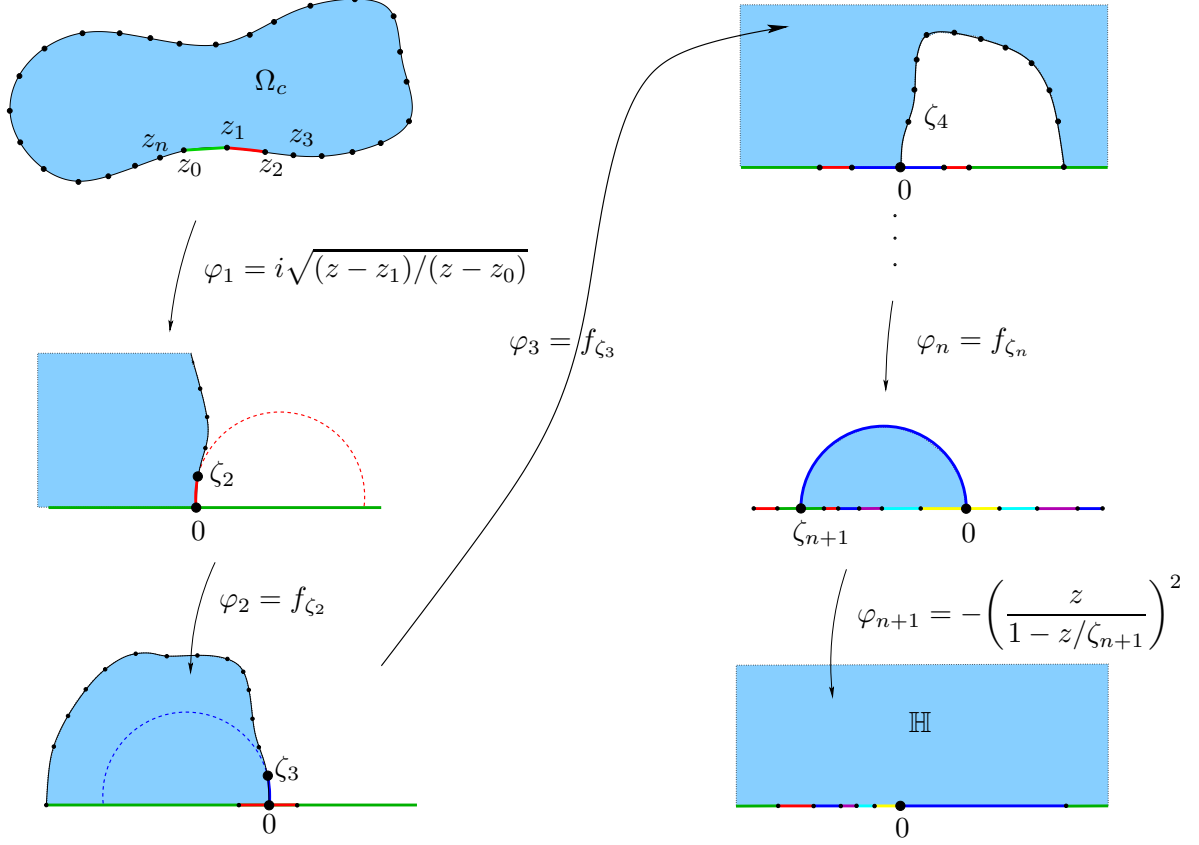 Ω_c
z_n z_0 z_1 z_2 z_3
φ_1 = i√((z − z_1)/(z − z_0))
ζ_2
0
φ_2 = f_{ζ_2}
ζ_3
0
φ_3 = f_{ζ_3}
ζ_4
0
φ_n = f_{ζ_n}
ζ_{n+1} 0
φ_{n+1} = −(z/(1 − z/ζ_{n+1}))^2
ℍ
0